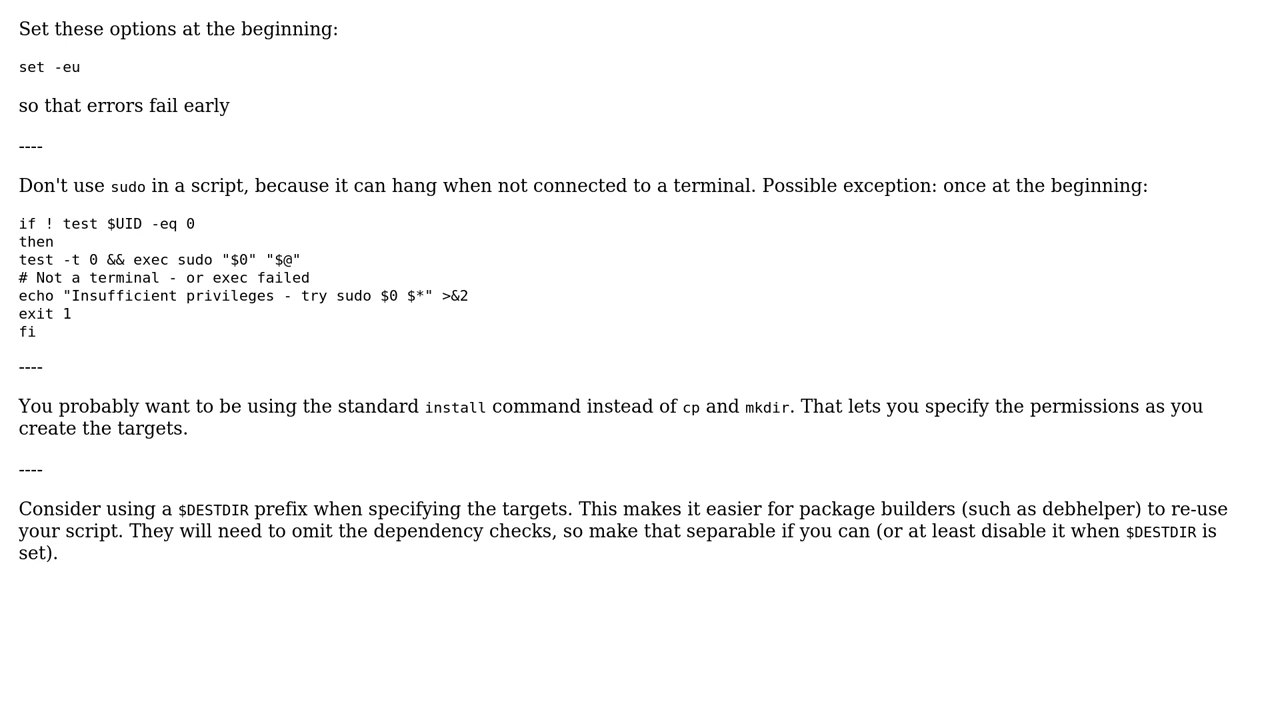 Set these options at the beginning:
set -eu
so that errors fail early
----
Don't use sudo in a script, because it can hang when not connected to a terminal. Possible exception: once at the beginning:
if ! test $UID -eq 0
then
test -t 0 && exec sudo "$0" "$@"
# Not a terminal - or exec failed
echo "Insufficient privileges - try sudo $0 $*" >&2
exit 1
fi
----
You probably want to be using the standard install command instead of cp and mkdir. That lets you specify the permissions as you
create the targets.
----
Consider using a $DESTDIR prefix when specifying the targets. This makes it easier for package builders (such as debhelper) to re-use
your script. They will need to omit the dependency checks, so make that separable if you can (or at least disable it when $DESTDIR is
set).